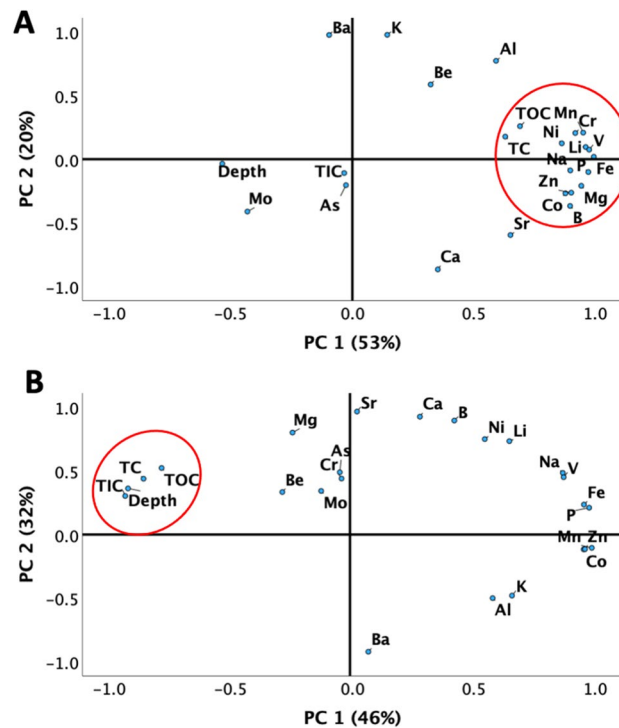 A
1.0
0.5
0.0
−0.5
−1.0
PC 2 (20%)
Ba
K
Al
Be
TOC
Mn
Cr
Ni
Li
V
TC
Na
P
Fe
Depth
TIC
Mo
As
Zn
Mg
Co
B
Sr
Ca
−1.0 −0.5 0.0 0.5 1.0
PC 1 (53%)
B
1.0
0.5
0.0
−0.5
−1.0
PC 2 (32%)
Sr
Ca
B
Mg
Ni
Li
As
TC
TOC
Cr
Na
V
TIC
Depth
Be
Mo
Fe
P
Mn
Zn
Co
K
Al
Ba
−1.0 −0.5 0.0 0.5 1.0
PC 1 (46%)